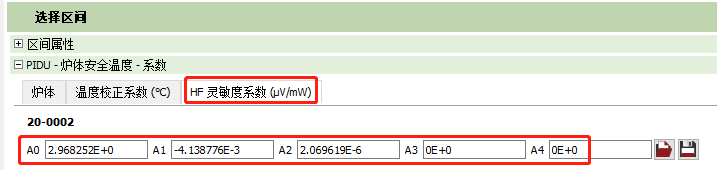 选择区间
区间属性
PIDU - 炉体安全温度 - 系数
炉体 温度校正系数 (°C) HF 灵敏度系数 (µV/mW)
20-0002
A0 2.968252E+0 A1 -4.138776E-3 A2 2.069619E-6 A3 0E+0 A4 0E+0